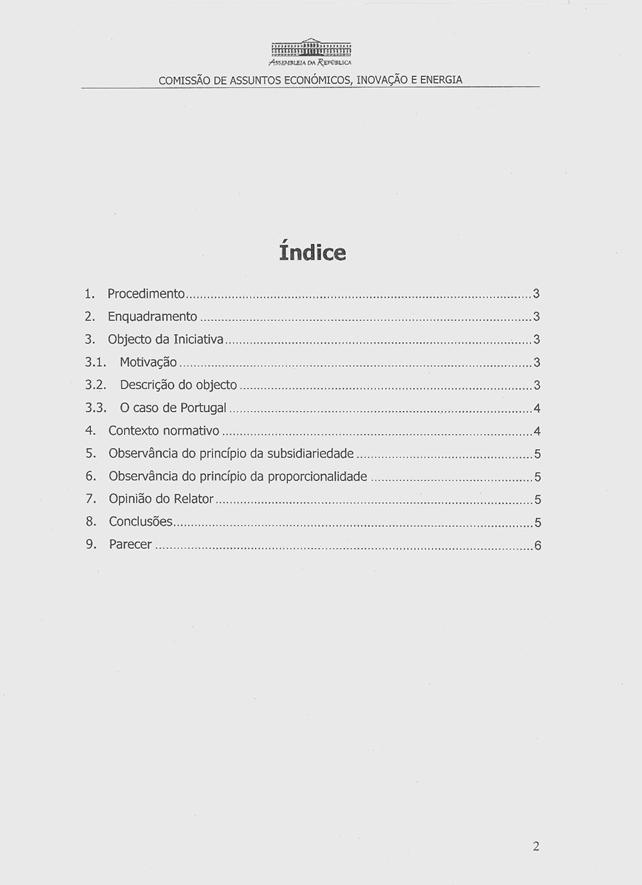 ASSEMBLEIA DA REPÚBLICA
COMISSÃO DE ASSUNTOS ECONÓMICOS, INOVAÇÃO E ENERGIA
Índice
1. Procedimento 3
2. Enquadramento 3
3. Objecto da Iniciativa 3
3.1. Motivação 3
3.2. Descrição do objecto 3
3.3. O caso de Portugal 4
4. Contexto normativo 4
5. Observância do princípio da subsidiariedade 5
6. Observância do princípio da proporcionalidade 5
7. Opinião do Relator 5
8. Conclusões 5
9. Parecer 6
2